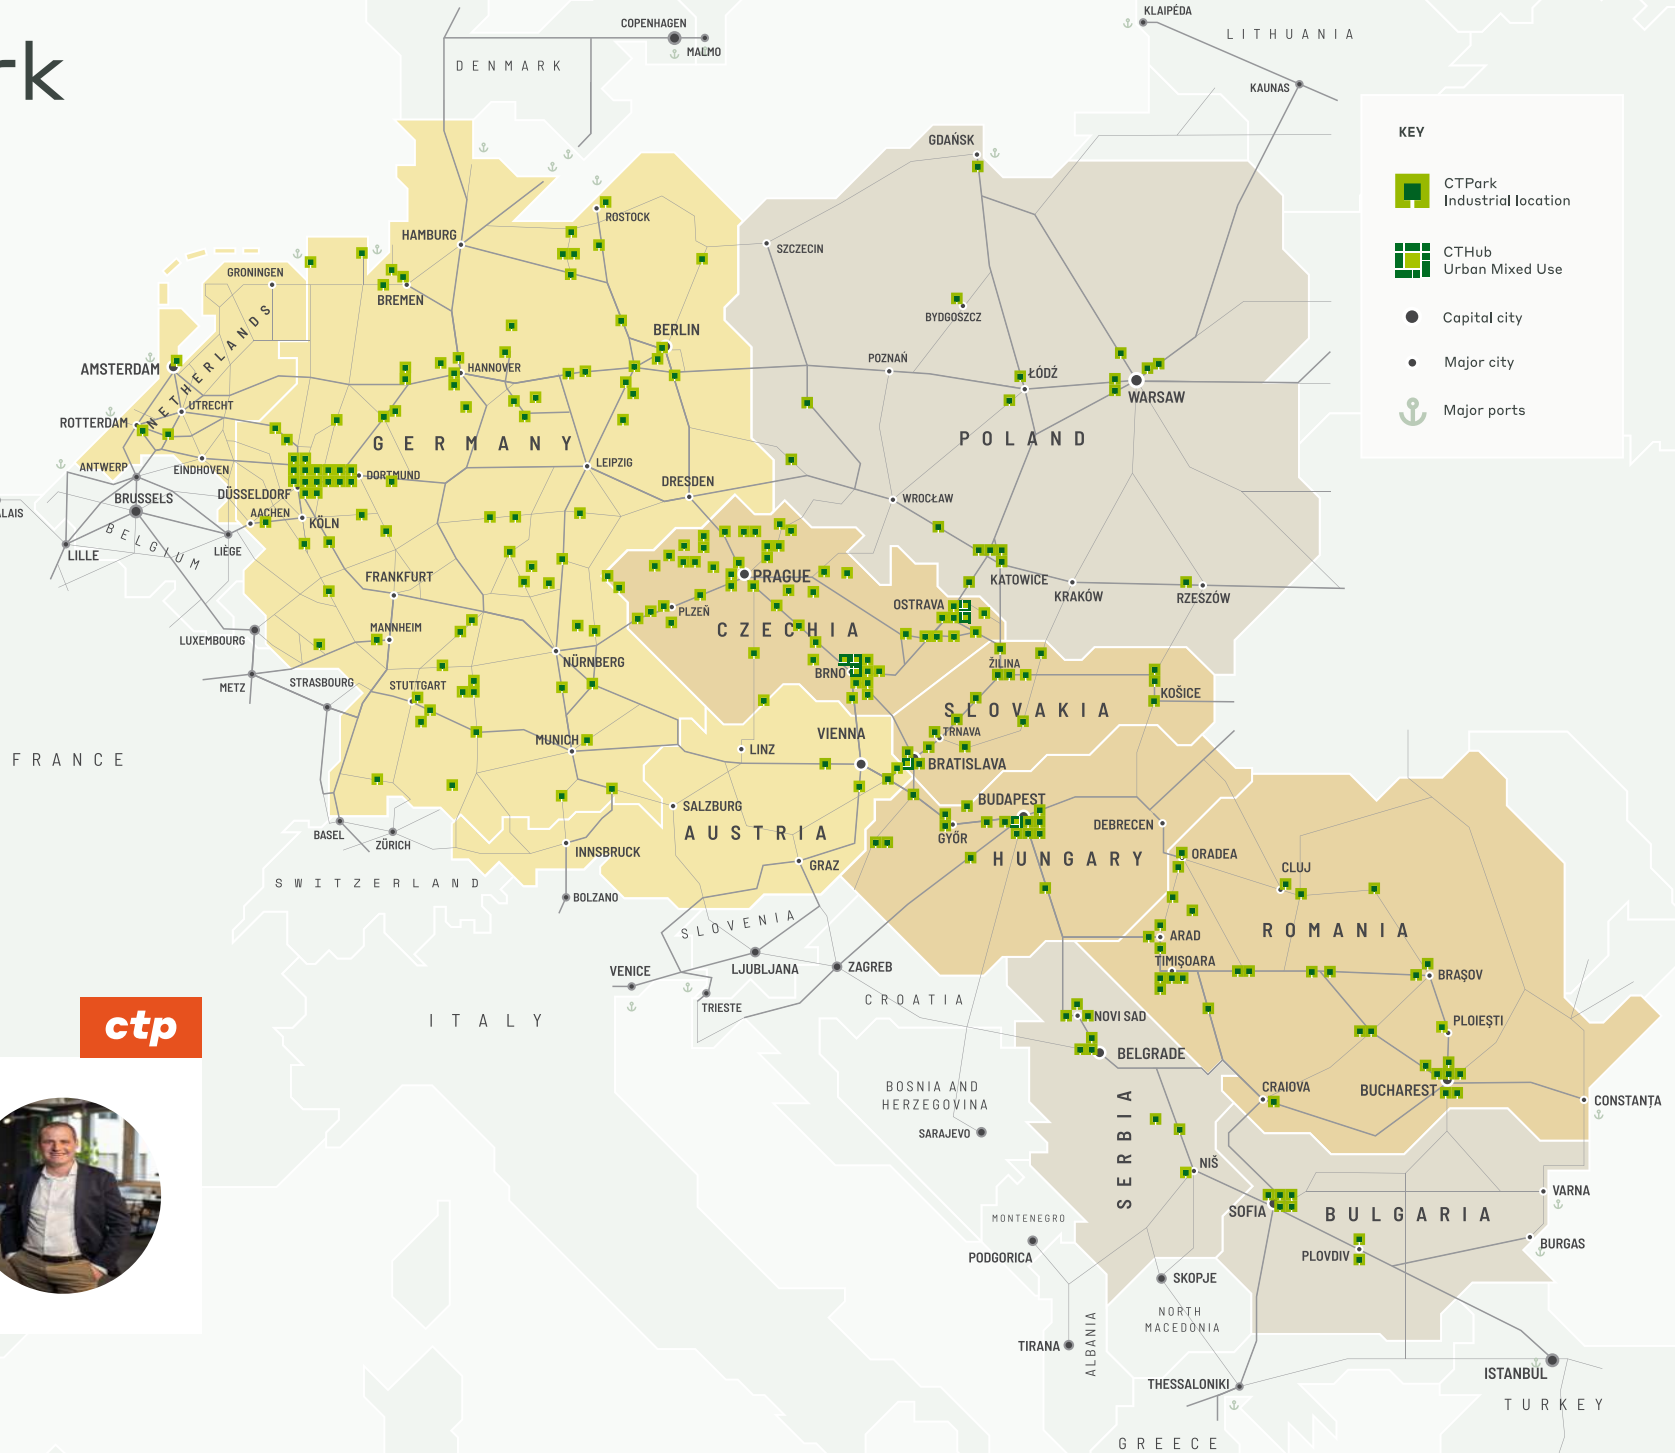 rk
KLAIPÉDA
LITHUANIA
COPENHAGEN
MALMO
DENMARK
KAUNAS
KEY
CTPark
Industrial location
CTHub
Urban Mixed Use
Capital city
Major city
Major ports
GDAŃSK
ROSTOCK
HAMBURG
SZCZECIN
GRONINGEN
BREMEN
BYDGOSZCZ
BERLIN
NETHERLANDS
AMSTERDAM
HANNOVER
POZNAŃ
ŁÓDŹ
WARSAW
UTRECHT
ROTTERDAM
GERMANY
POLAND
ANTWERP
EINDHOVEN
DORTMUND
LEIPZIG
DRESDEN
BRUSSELS
DÜSSELDORF
WROCŁAW
ALAIS
AACHEN
KÖLN
BELGIUM
LILLE
LIÈGE
FRANKFURT
PRAGUE
KATOWICE
KRAKÓW
RZESZÓW
OSTRAVA
PLZEŇ
CZECHIA
MANNHEIM
LUXEMBOURG
NÜRNBERG
ŽILINA
METZ
STRASBOURG
STUTTGART
BRNO
KOŠICE
SLOVAKIA
VIENNA
TRNAVA
MUNICH
LINZ
BRATISLAVA
FRANCE
SALZBURG
BUDAPEST
BASEL
ZÜRICH
AUSTRIA
GYŐR
DEBRECEN
INNSBRUCK
GRAZ
HUNGARY
ORADEA
CLUJ
SWITZERLAND
BOLZANO
SLOVENIA
ROMANIA
ARAD
TIMIȘOARA
VENICE
LJUBLJANA
ZAGREB
BRAȘOV
TRIESTE
CROATIA
ITALY
NOVI SAD
PLOIEȘTI
ctp
BELGRADE
BOSNIA AND
HERZEGOVINA
CRAIOVA
BUCHAREST
CONSTANȚA
SARAJEVO
SERBIA
NIŠ
VARNA
MONTENEGRO
SOFIA
BULGARIA
PODGORICA
PLOVDIV
BURGAS
SKOPJE
NORTH
MACEDONIA
TIRANA
ALBANIA
ISTANBUL
THESSALONIKI
TURKEY
GREECE